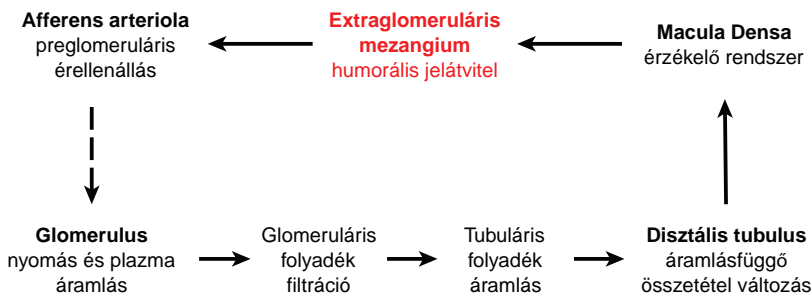 Afferens arteriola
preglomeruláris
érellenállás
Extraglomeruláris
mezangium
humorális jelátvitel
Macula Densa
érzékelő rendszer
Glomerulus
nyomás és plazma
áramlás
Glomeruláris
folyadék
filtráció
Tubuláris
folyadék
áramlás
Disztális tubulus
áramlásfüggő
összetétel változás